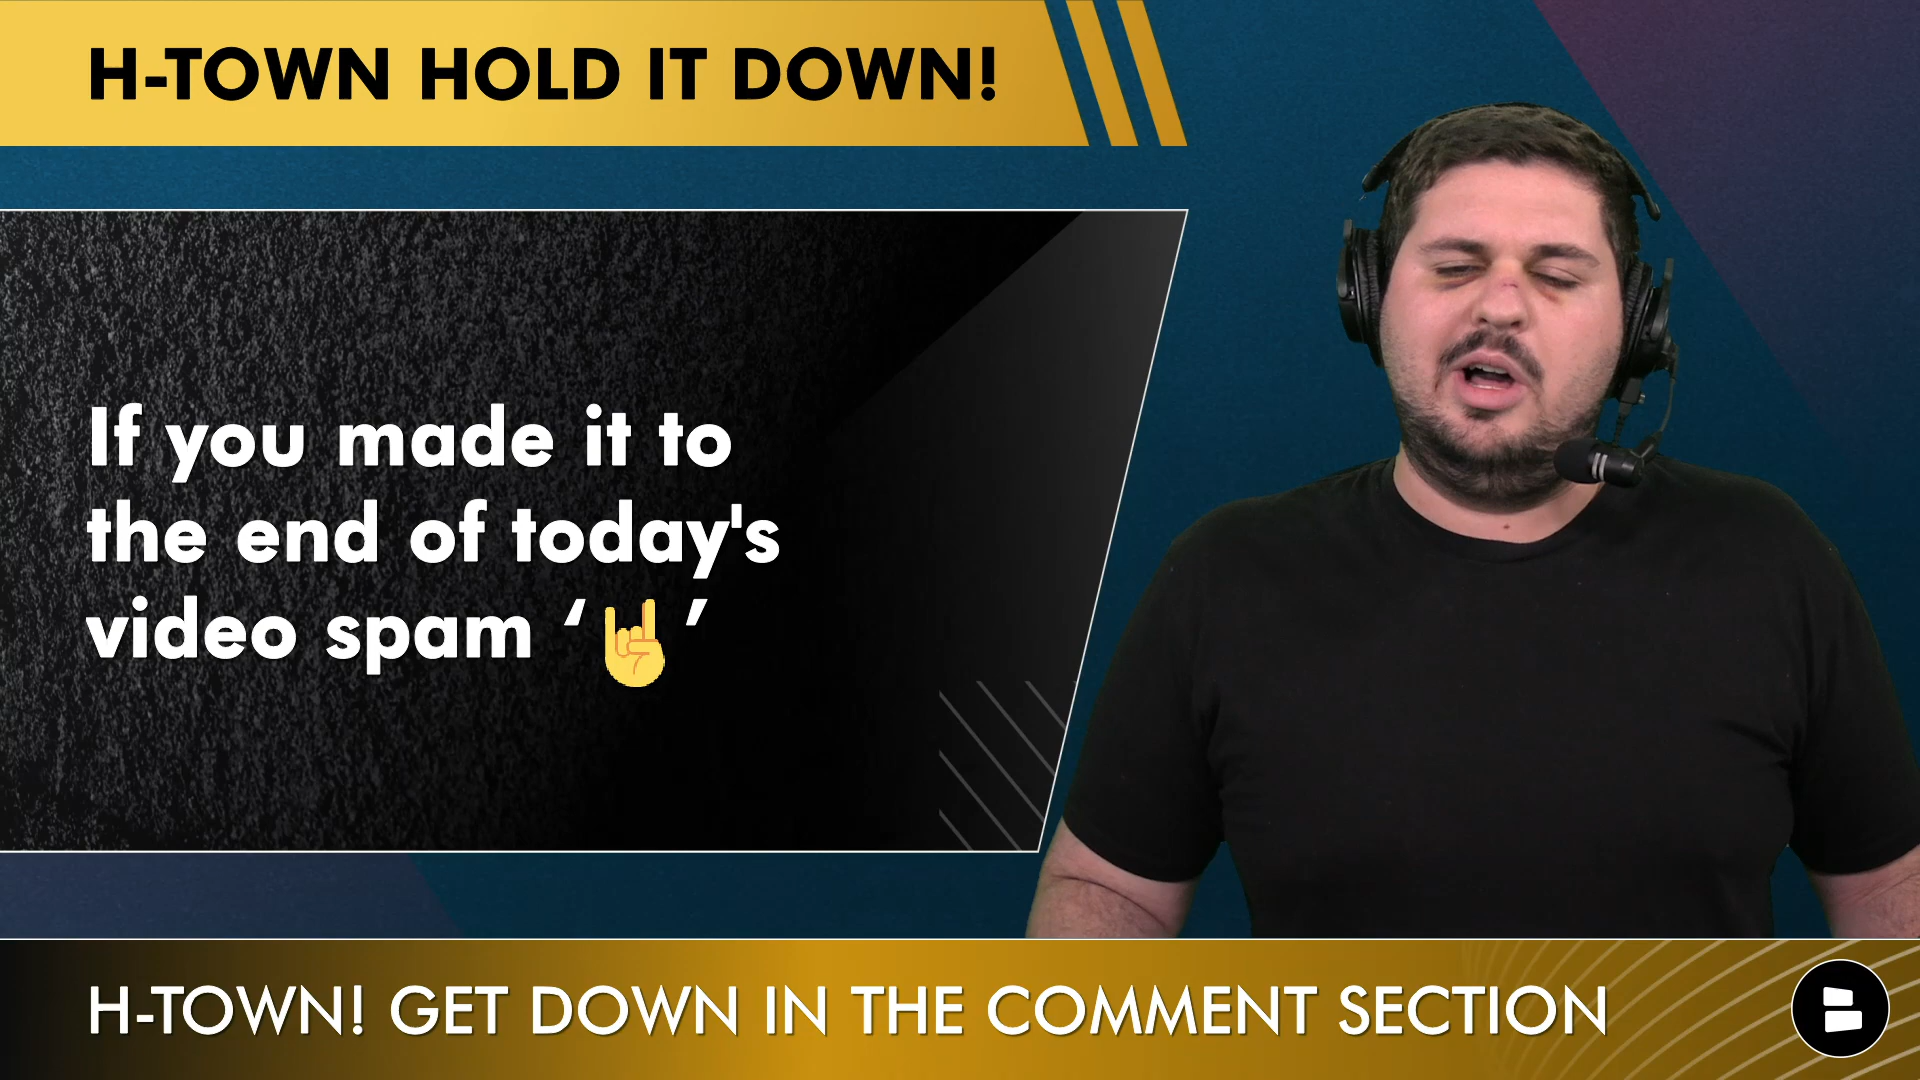 H-TOWN HOLD IT DOWN!
If you made it to
the end of today's
video spam ‘🤘’
H-TOWN! GET DOWN IN THE COMMENT SECTION